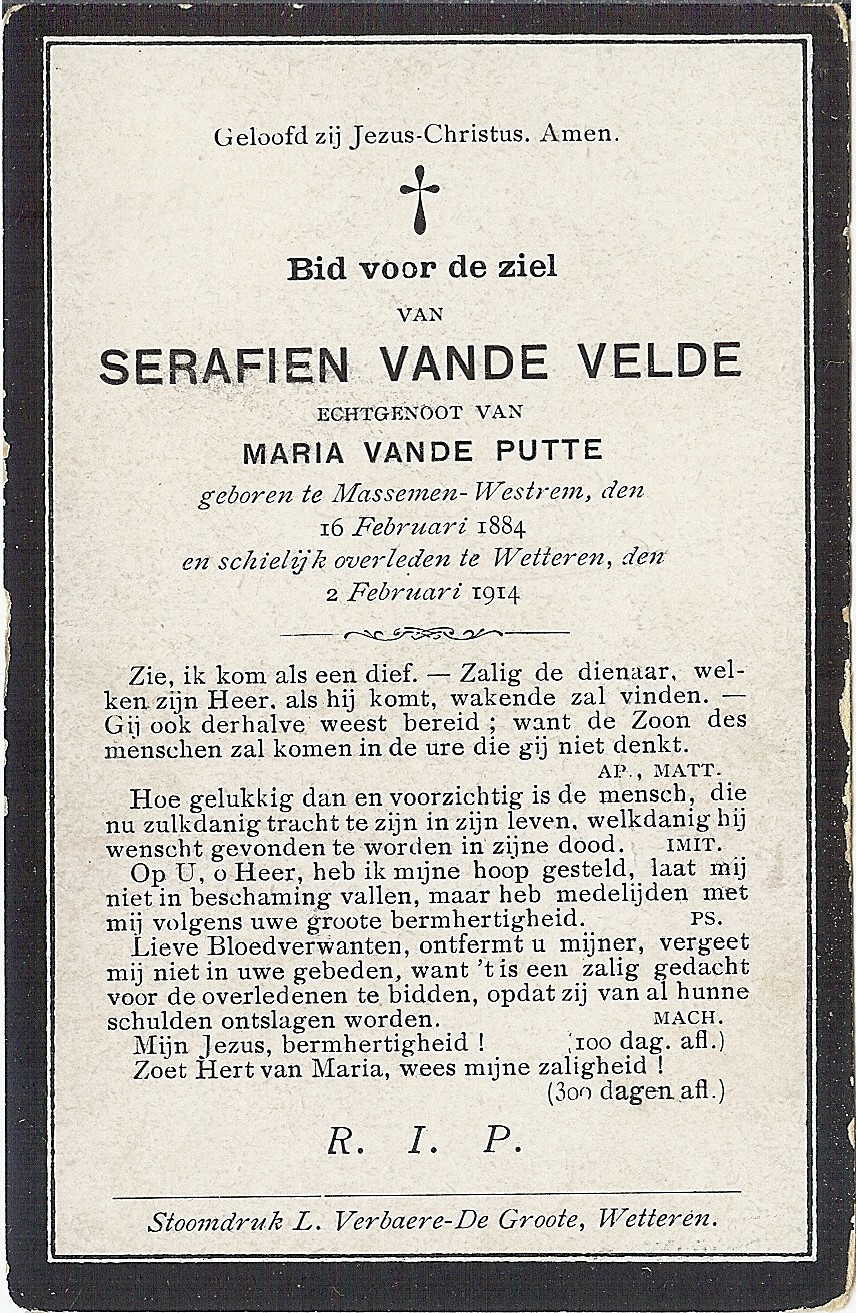 Geloofd zij Jezus-Christus. Amen.
Bid voor de ziel
VAN
SERAFIEN VANDE VELDE
ECHTGENOOT VAN
MARIA VANDE PUTTE
geboren te Massemen-Westrem, den
16 Februari 1884
en schielijk overleden te Wetteren, den
2 Februari 1914
Zie, ik kom als een dief. — Zalig de dienaar, wel-
ken zijn Heer, als hij komt, wakende zal vinden. —
Gij ook derhalve weest bereid ; want de Zoon des
menschen zal komen in de ure die gij niet denkt.
AP., MATT.
Hoe gelukkig dan en voorzichtig is de mensch, die
nu zulkdanig tracht te zijn in zijn leven, welkdanig hij
wenscht gevonden te worden in zijne dood. IMIT.
Op U, o Heer, heb ik mijne hoop gesteld, laat mij
niet in beschaming vallen, maar heb medelijden met
mij volgens uwe groote bermhertigheid. PS.
Lieve Bloedverwanten, ontfermt u mijner, vergeet
mij niet in uwe gebeden, want 't is een zalig gedacht
voor de overledenen te bidden, opdat zij van al hunne
schulden ontslagen worden. MACH.
Mijn Jezus, bermhertigheid ! (100 dag. afl.)
Zoet Hert van Maria, wees mijne zaligheid !
(300 dagen afl.)
R. I. P.
Stoomdruk L. Verbaere-De Groote, Wetteren.